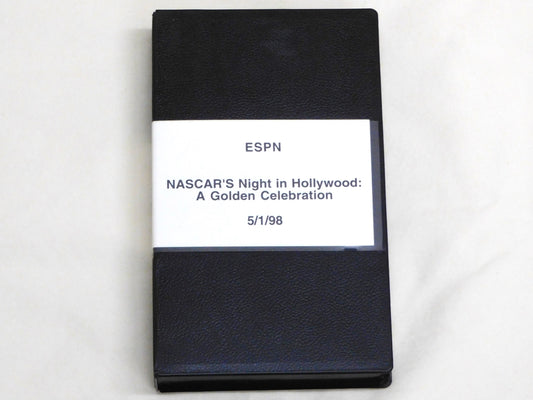 ESPN
NASCAR'S Night in Hollywood:
A Golden Celebration
5/1/98